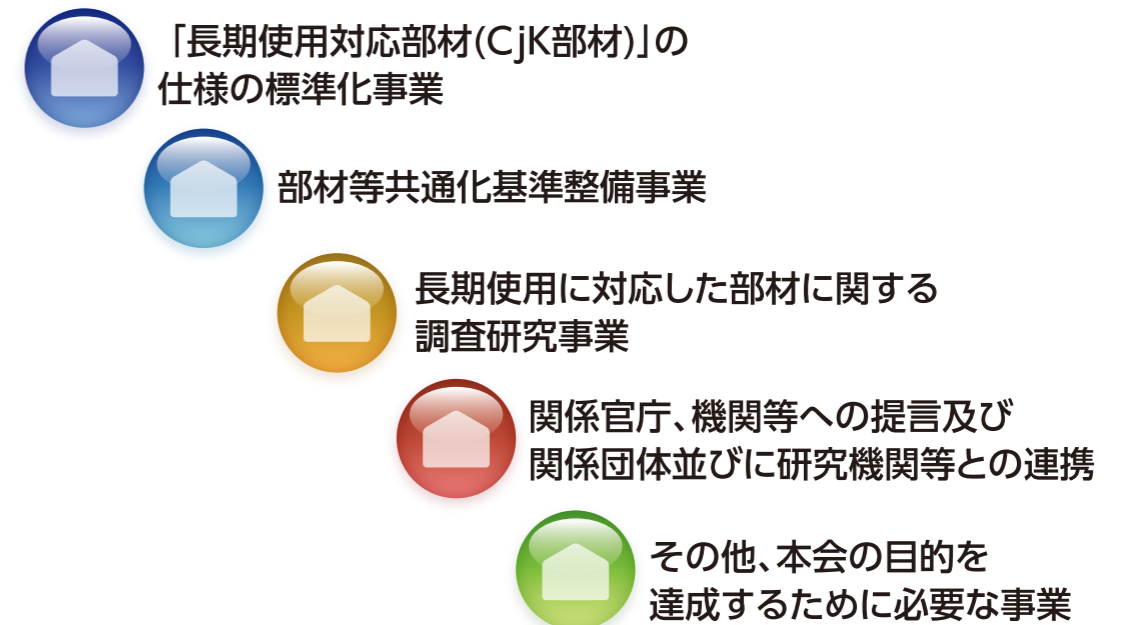 「長期使用対応部材(CjK部材)」の
仕様の標準化事業
部材等共通化基準整備事業
長期使用に対応した部材に関する
調査研究事業
関係官庁、機関等への提言及び
関係団体並びに研究機関等との連携
その他、本会の目的を
達成するために必要な事業